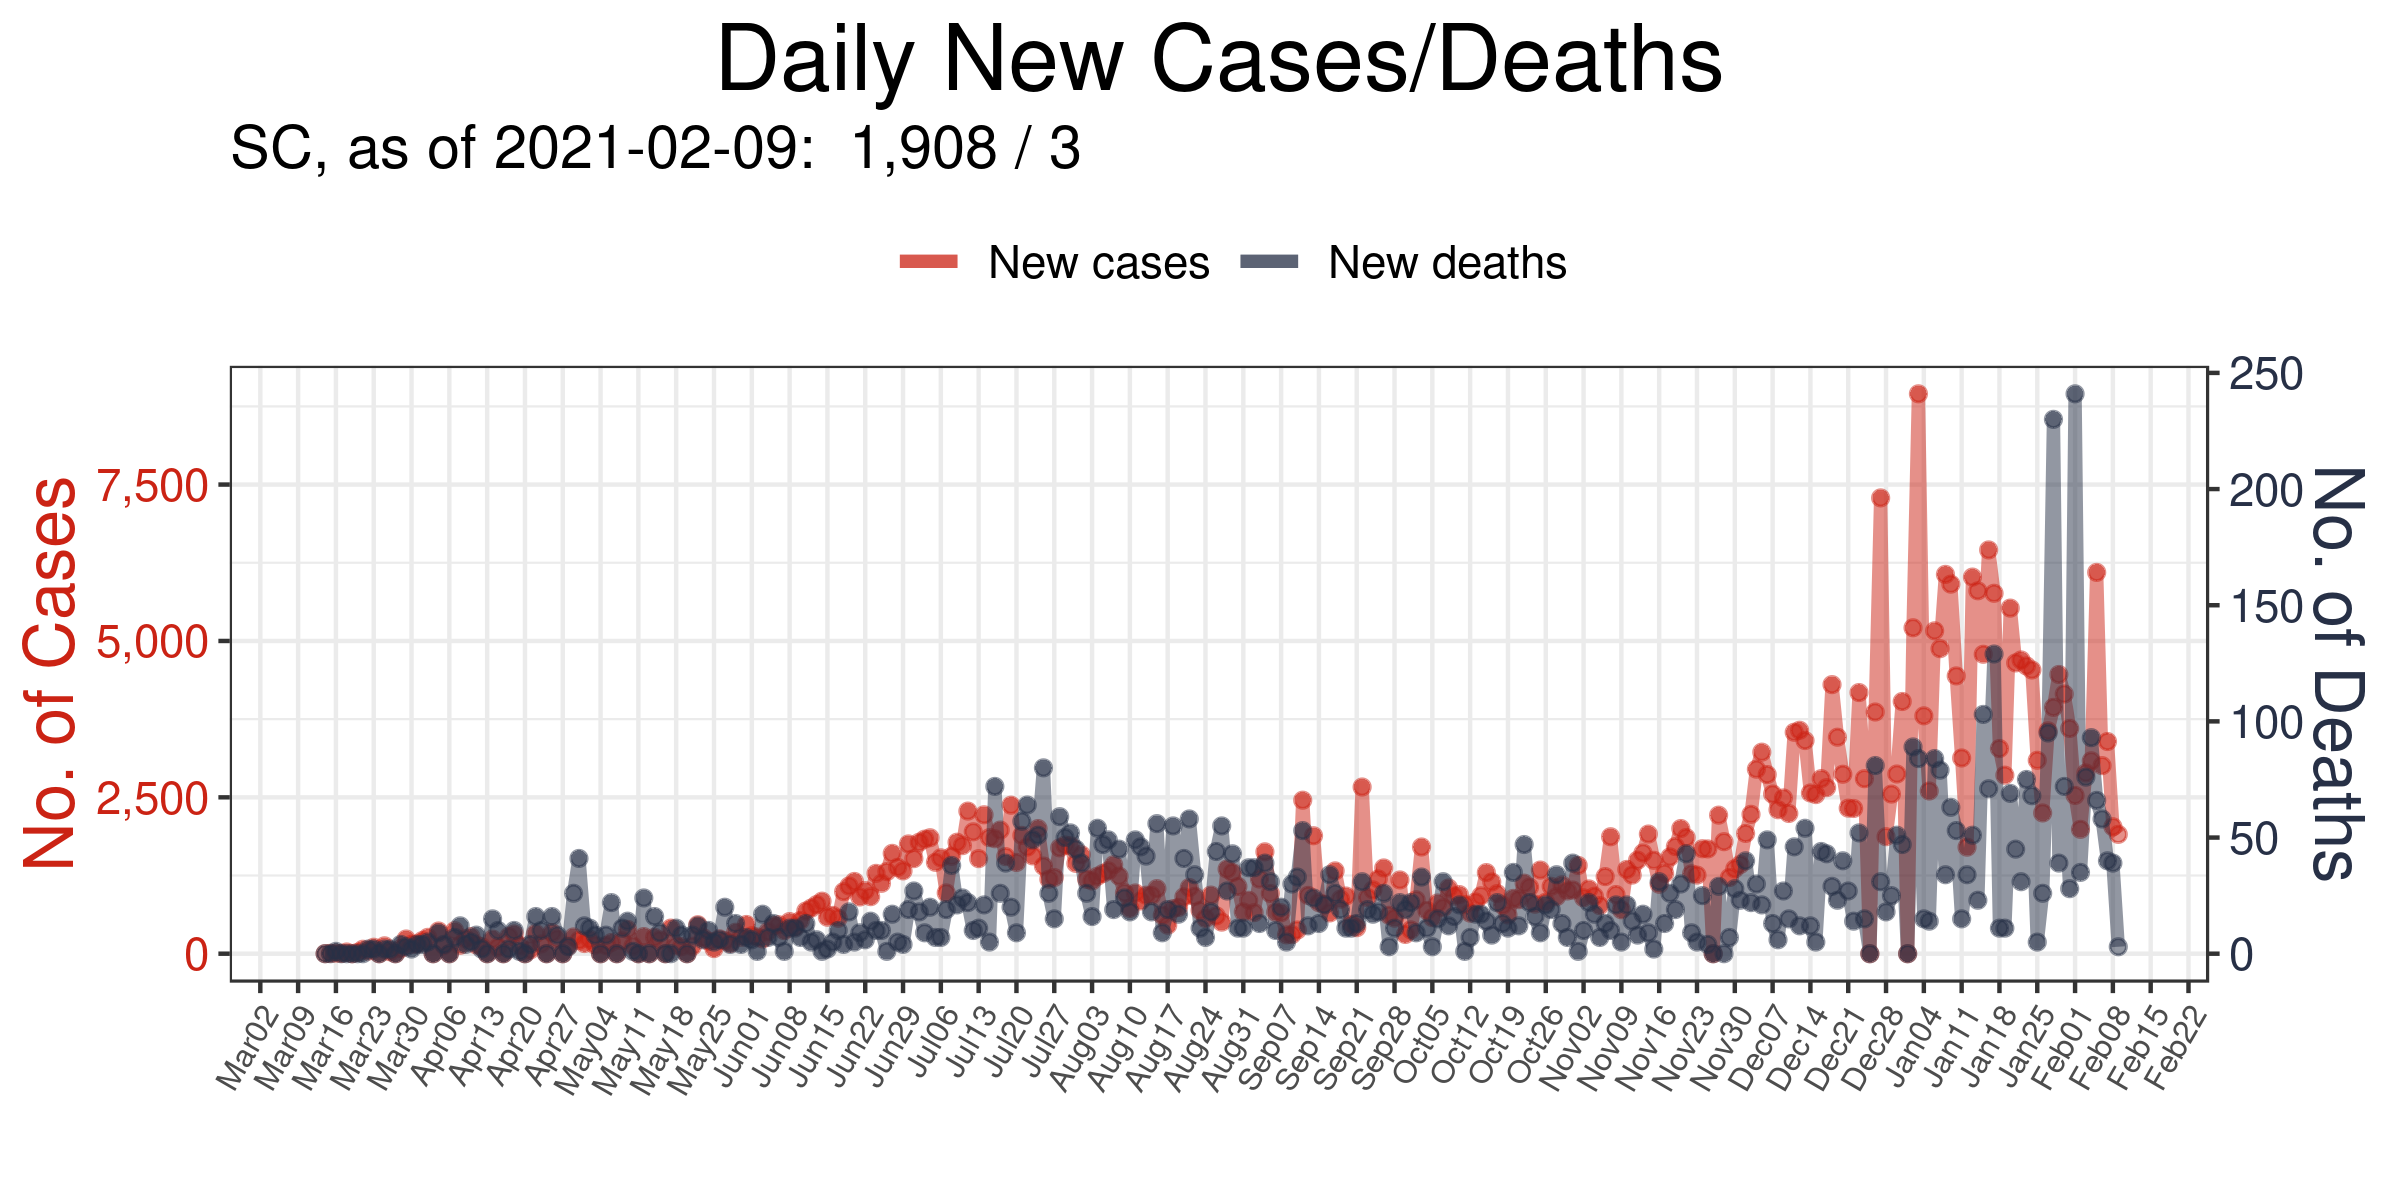 Daily New Cases/Deaths
SC, as of 2021-02-09:  1,908 / 3
New cases
New deaths
No. of Cases
7,500
5,000
2,500
0
250
200
150
100
50
0
No. of Deaths
Mar02
Mar09
Mar16
Mar23
Mar30
Apr06
Apr13
Apr20
Apr27
May04
May11
May18
May25
Jun01
Jun08
Jun15
Jun22
Jun29
Jul06
Jul13
Jul20
Jul27
Aug03
Aug10
Aug17
Aug24
Aug31
Sep07
Sep14
Sep21
Sep28
Oct05
Oct12
Oct19
Oct26
Nov02
Nov09
Nov16
Nov23
Nov30
Dec07
Dec14
Dec21
Dec28
Jan04
Jan11
Jan18
Jan25
Feb01
Feb08
Feb15
Feb22